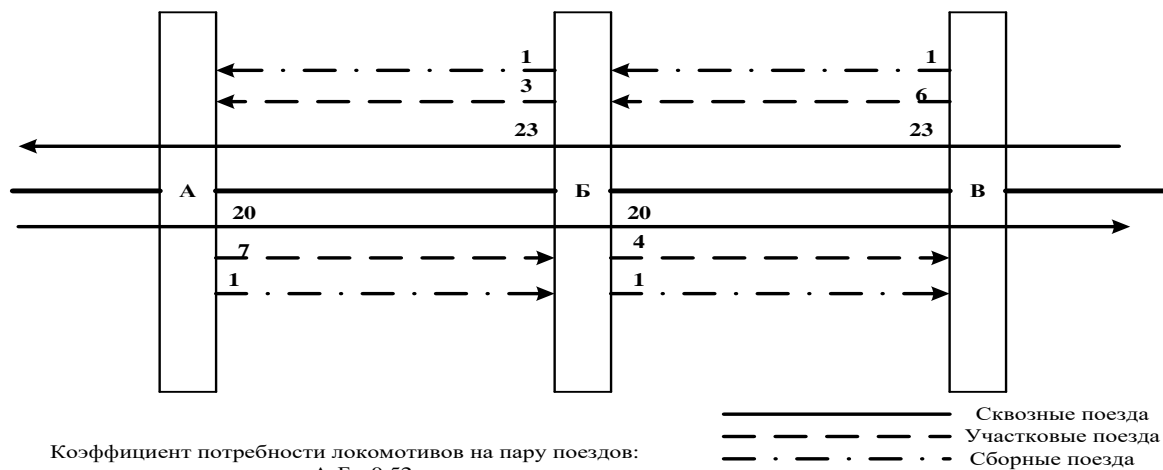 1 1
3 6
23 23
А Б В
20 20
7 4
1 1
Сквозные поезда
Участковые поезда
Сборные поезда
Коэффициент потребности локомотивов на пару поездов: